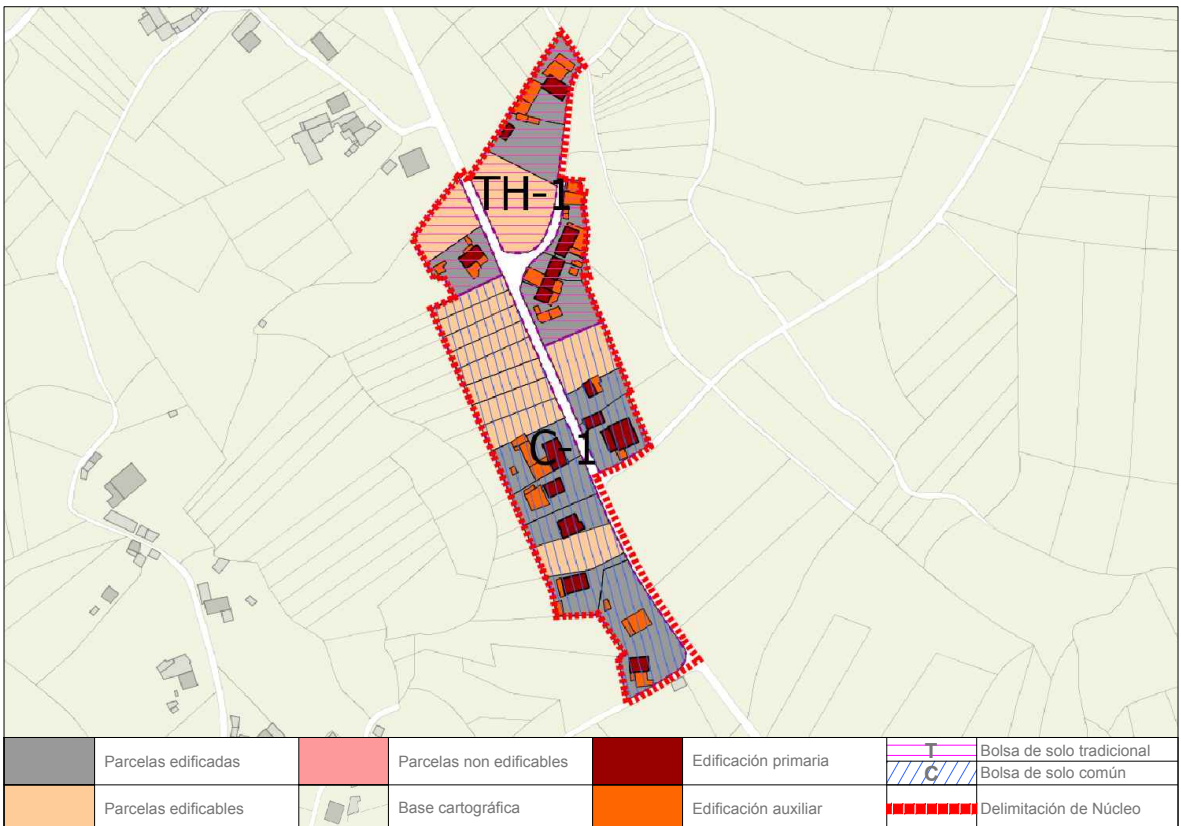 TH-1
C-1
Parcelas edificadas
Parcelas non edificables
Edificación primaria
T
Bolsa de solo tradicional
C
Bolsa de solo común
Parcelas edificables
Base cartográfica
Edificación auxiliar
Delimitación de Núcleo